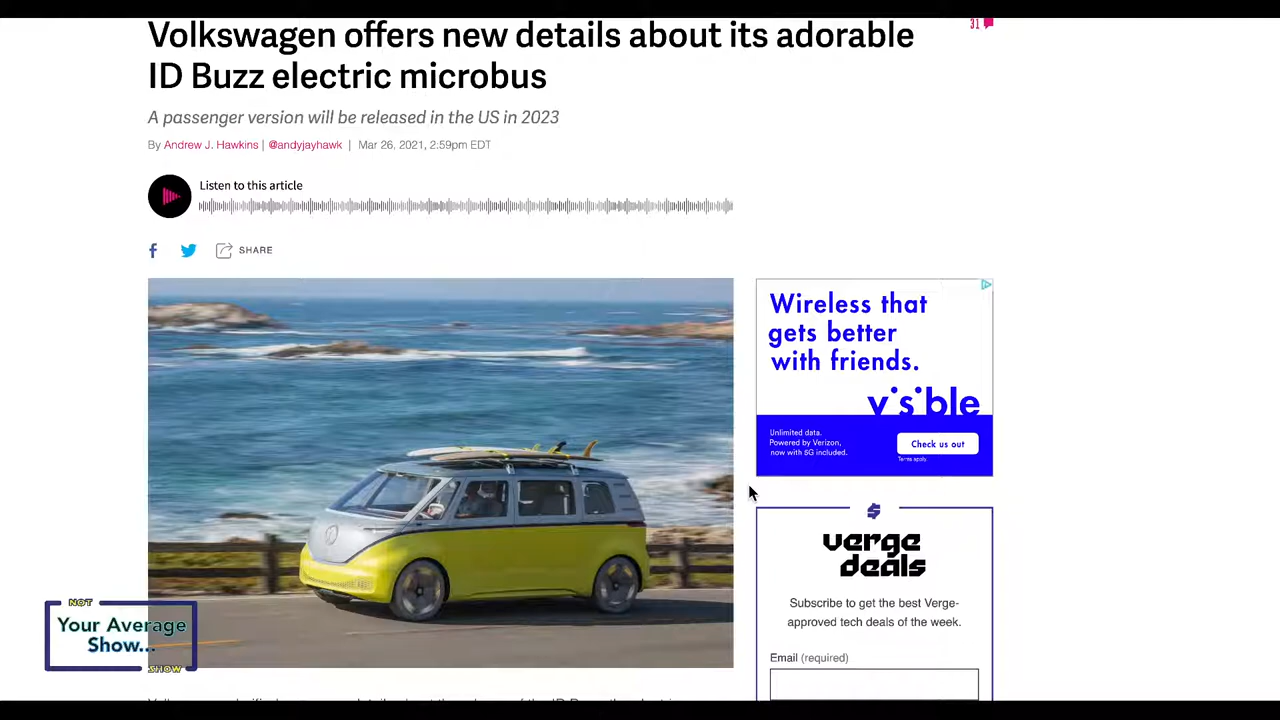 Volkswagen offers new details about its adorable
ID Buzz electric microbus
31
A passenger version will be released in the US in 2023
By Andrew J. Hawkins | @andyjayhawk | Mar 26, 2021, 2:59pm EDT
Listen to this article
SHARE
Wireless that
gets better
with friends.
visible
Unlimited data.
Powered by Verizon,
now with 5G included.
Check us out
Terms apply.
verge
deals
Subscribe to get the best Verge-
approved tech deals of the week.
Email (required)
NOT
Your Average
Show...
SHOW